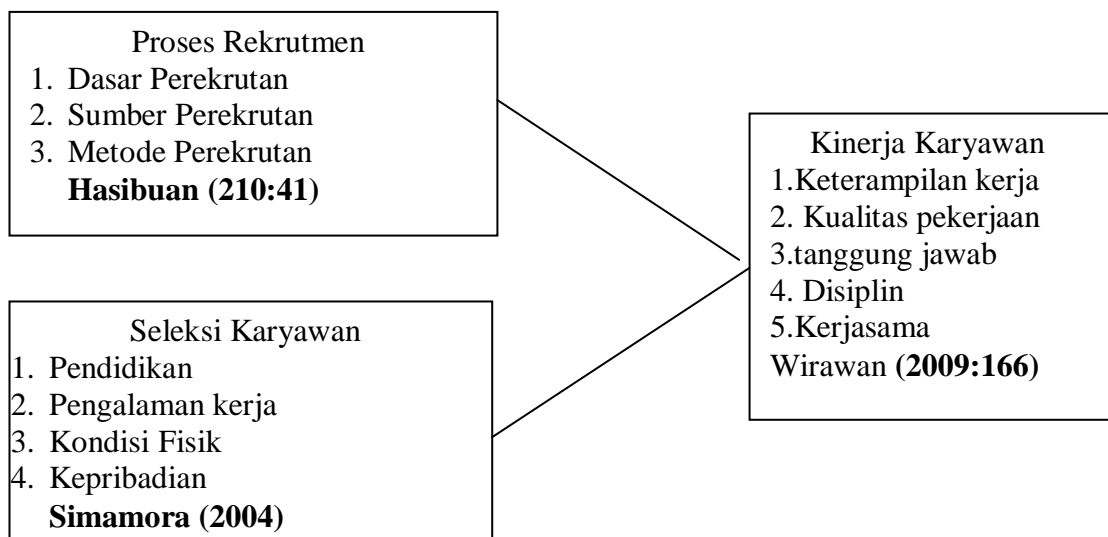 Proses Rekrutmen
1. Dasar Perekrutan
2. Sumber Perekrutan
3. Metode Perekrutan
Hasibuan (210:41)
Seleksi Karyawan
1. Pendidikan
2. Pengalaman kerja
3. Kondisi Fisik
4. Kepribadian
Simamora (2004)
Kinerja Karyawan
1.Keterampilan kerja
2. Kualitas pekerjaan
3.tanggung jawab
4. Disiplin
5.Kerjasama
Wirawan (2009:166)